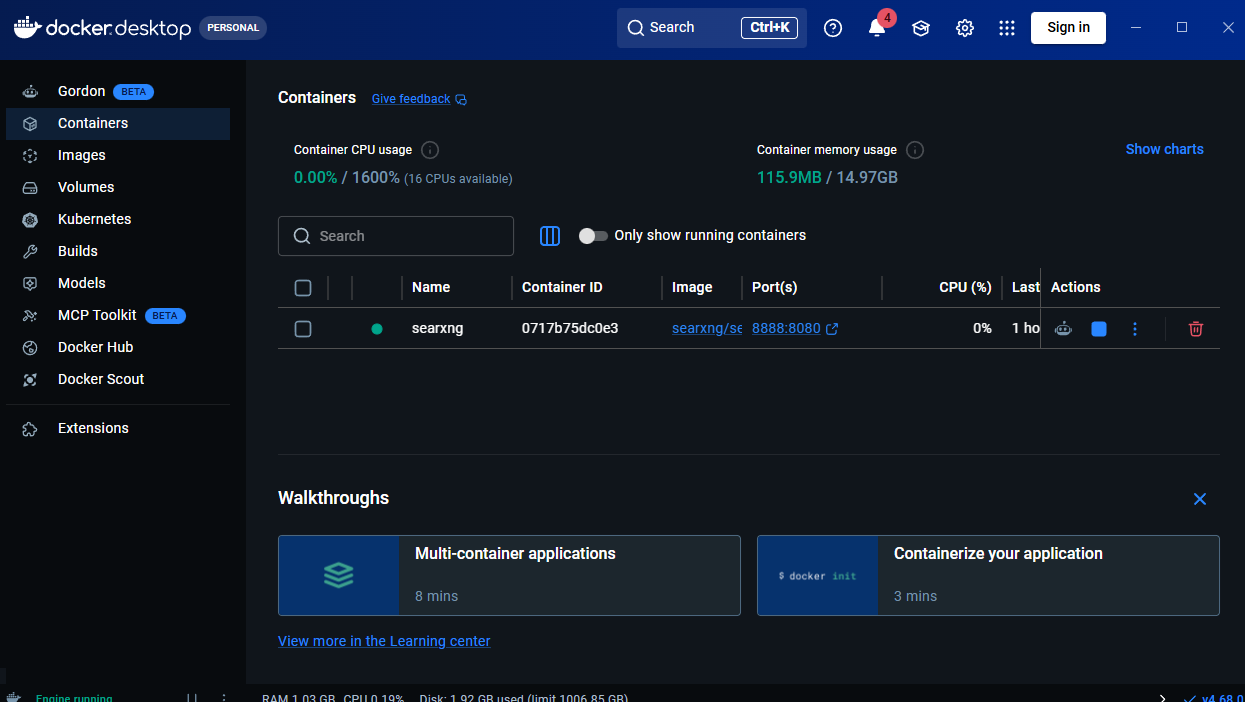 docker.desktop PERSONAL Search Ctrl+K 4 Sign in
Gordon BETA
Containers
Images
Volumes
Kubernetes
Builds
Models
MCP Toolkit BETA
Docker Hub
Docker Scout
Extensions
Containers Give feedback
Container CPU usage
0.00% / 1600% (16 CPUs available)
Container memory usage
115.9MB / 14.97GB
Show charts
Search Only show running containers
Name Container ID Image Port(s) CPU (%) Last Actions
searxng 0717b75dc0e3 searxng/se 8888:8080 0% 1 ho
Walkthroughs
Multi-container applications
8 mins
$ docker init
Containerize your application
3 mins
View more in the Learning center
Engine running RAM 1.03 GB CPU 0.19% Disk: 1.92 GB used (limit 1006.85 GB) v4.68.0